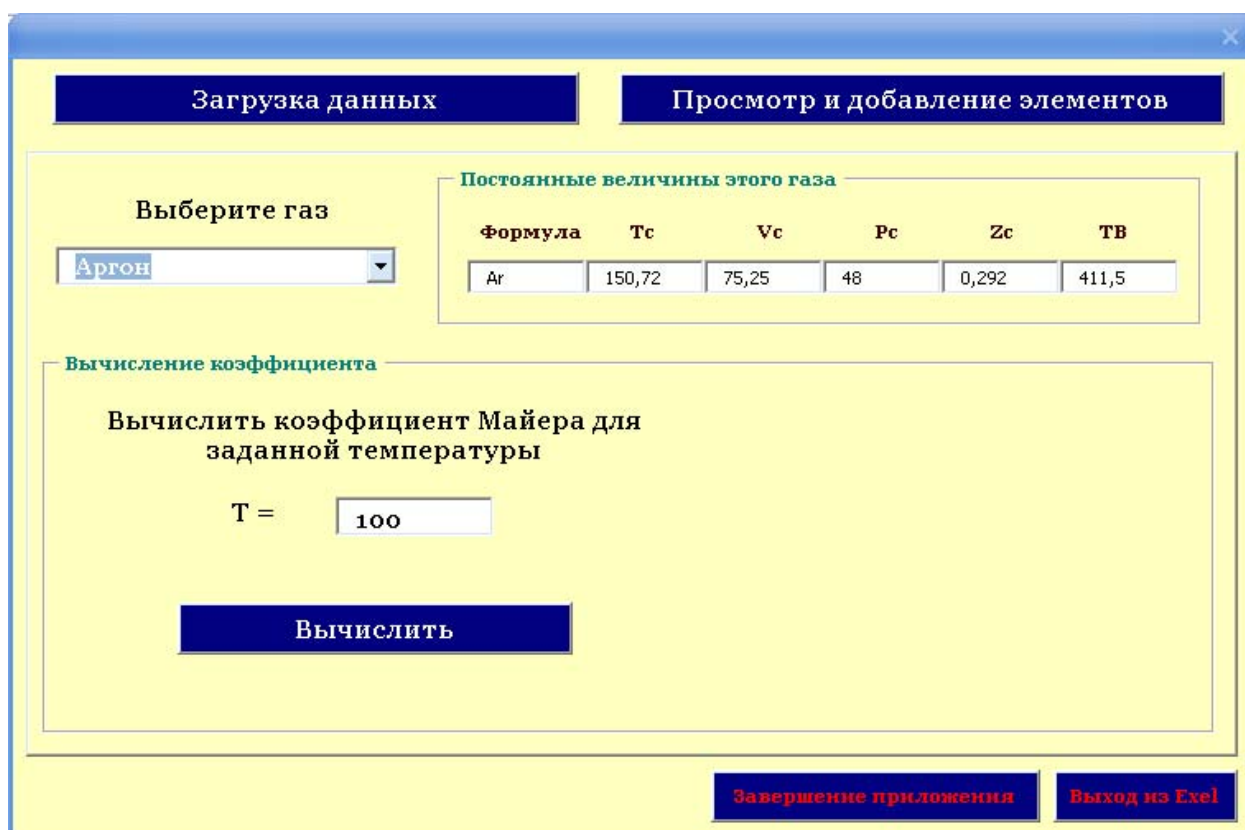 Загрузка данных
Просмотр и добавление элементов
Выберите газ
Аргон
Постоянные величины этого газа
Формула Tc Vc Pc Zc TB
Ar 150,72 75,25 48 0,292 411,5
Вычисление коэффициента
Вычислить коэффициент Майера для
заданной температуры
T = 100
Вычислить
Завершение приложения
Выход из Exel